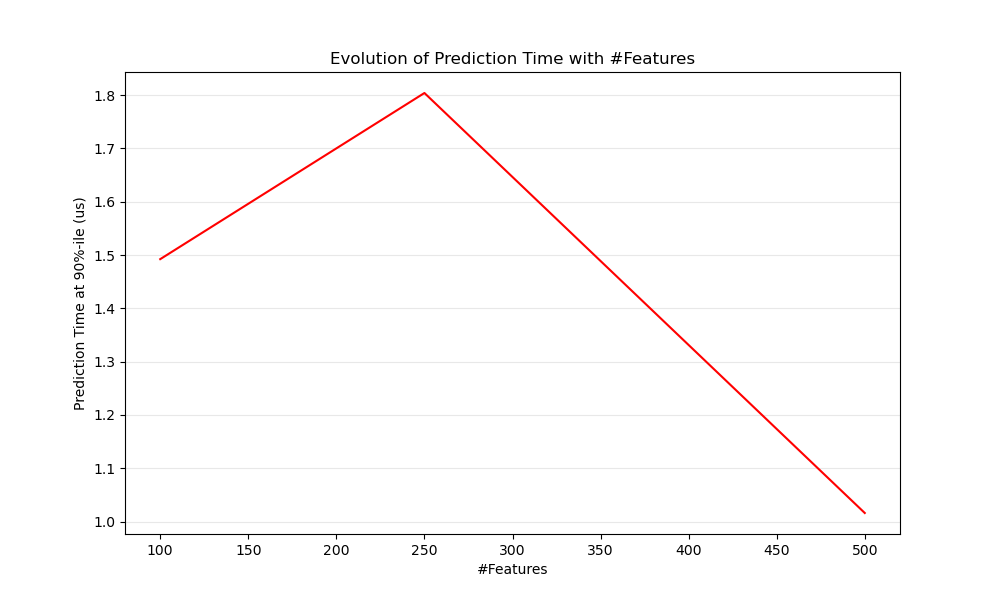 Evolution of Prediction Time with #Features
Prediction Time at 90%-ile (us)
1.8
1.7
1.6
1.5
1.4
1.3
1.2
1.1
1.0
100 150 200 250 300 350 400 450 500
#Features